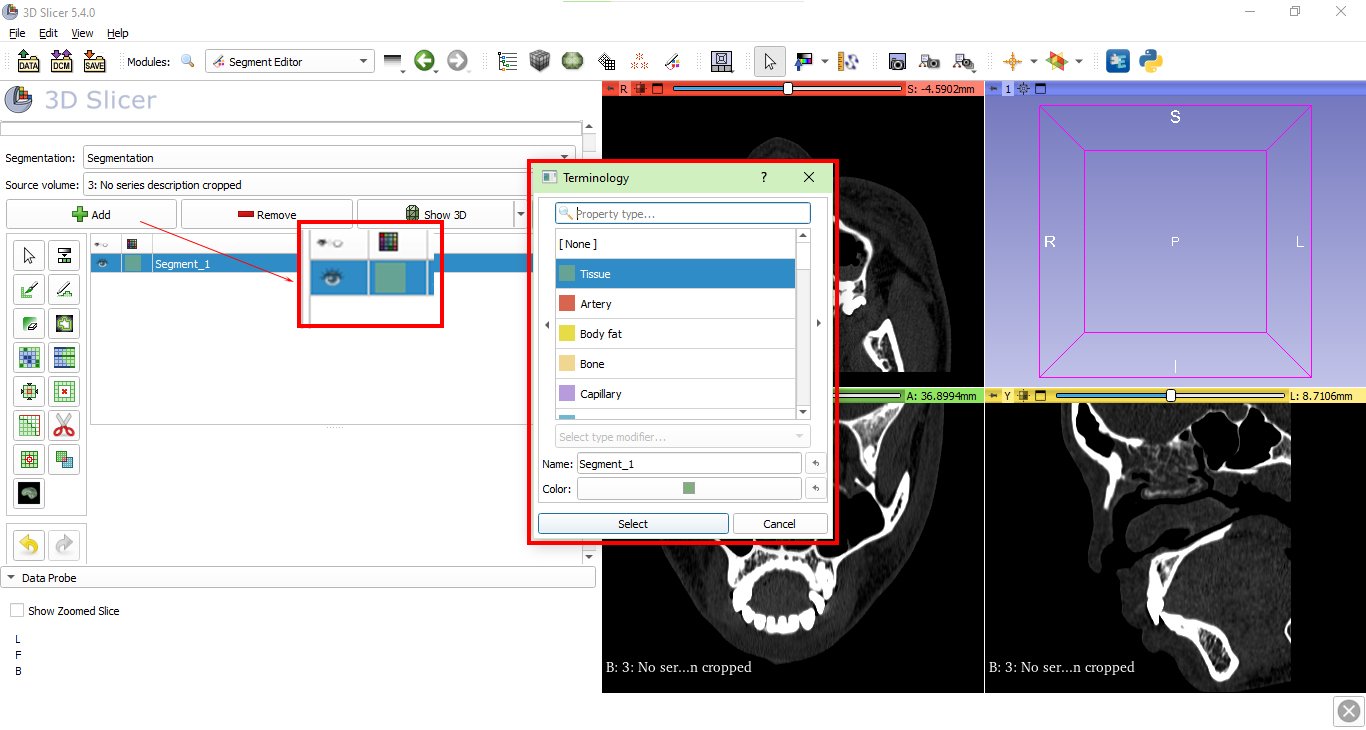 3D Slicer 5.4.0
File Edit View Help
DATA DCM SAVE Modules: Segment Editor
3D Slicer
Segmentation: Segmentation
Source volume: 3: No series description cropped
Add Remove Show 3D
Segment_1
Data Probe
Show Zoomed Slice
L
F
B
Terminology ?
Property type...
[ None ]
Tissue
Artery
Body fat
Bone
Capillary
Select type modifier...
Name: Segment_1
Color:
Select Cancel
R S: -4.5902mm
1
S
R P L
I
A: 36.8994mm
Y L: 8.7106mm
B: 3: No ser...n cropped
B: 3: No ser...n cropped